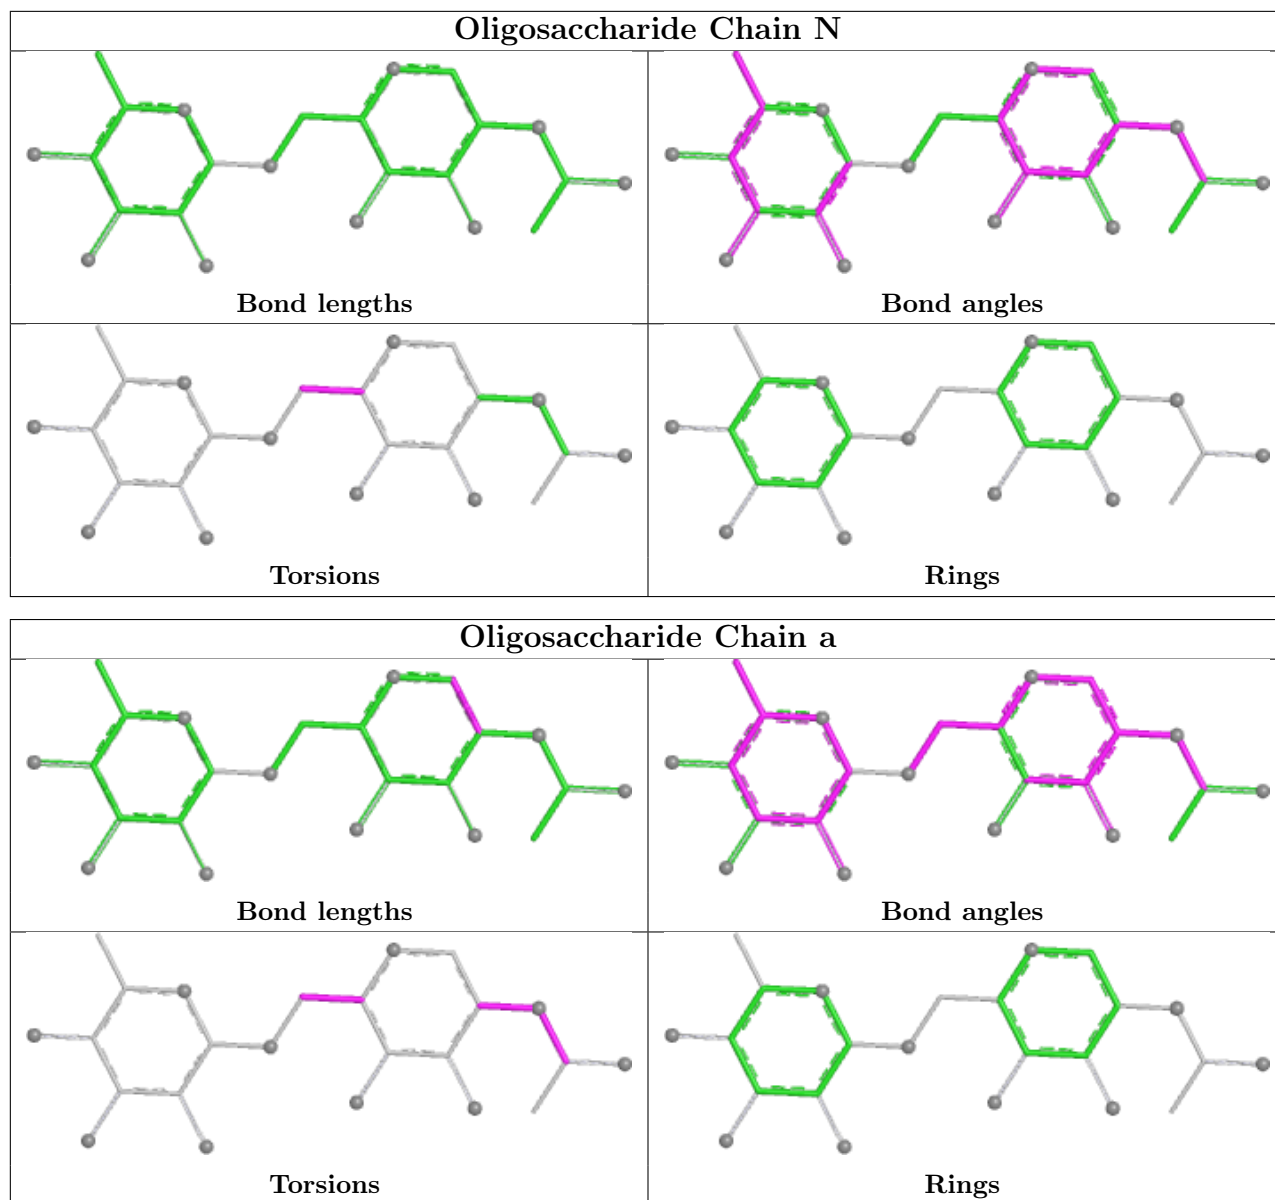 Oligosaccharide Chain N
Bond lengths
Bond angles
Torsions
Rings
Oligosaccharide Chain a
Bond lengths
Bond angles
Torsions
Rings